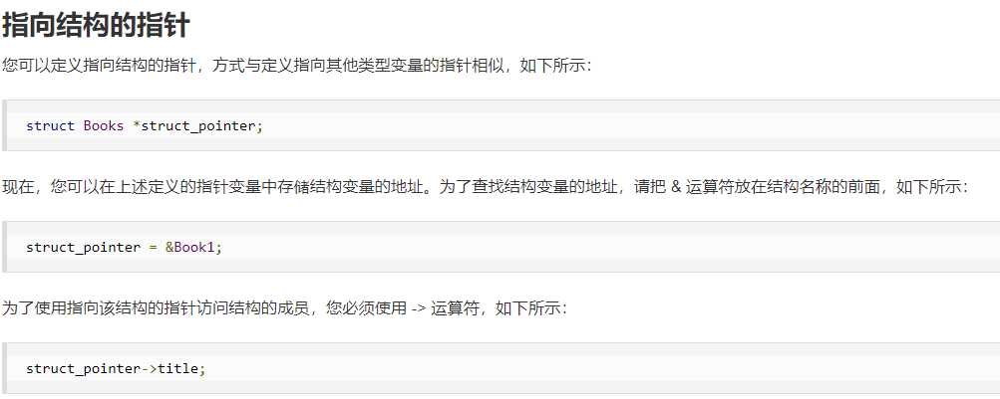 指向结构的指针
您可以定义指向结构的指针，方式与定义指向其他类型变量的指针相似，如下所示：
struct Books *struct_pointer;
现在，您可以在上述定义的指针变量中存储结构变量的地址。为了查找结构变量的地址，请把 & 运算符放在结构名称的前面，如下所示：
struct_pointer = &Book1;
为了使用指向该结构的指针访问结构的成员，您必须使用 -> 运算符，如下所示：
struct_pointer->title;